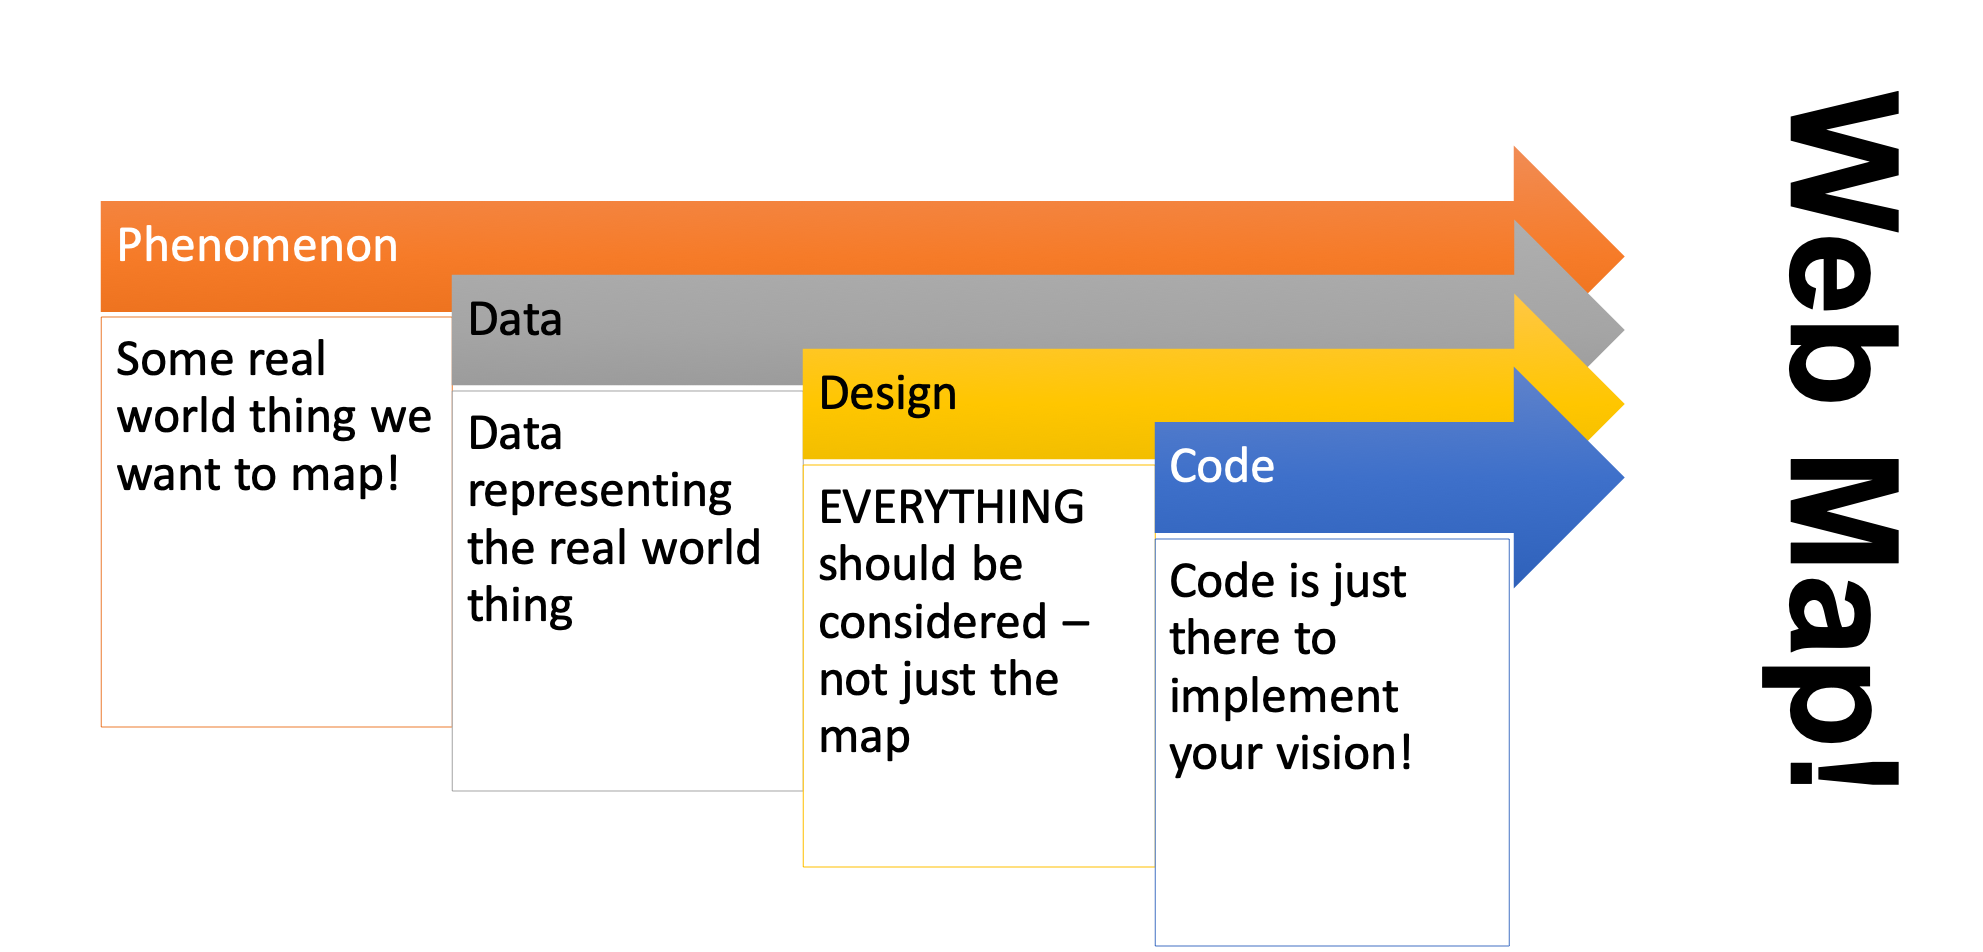 Phenomenon
Some real
world thing we
want to map!
Data
Data
representing
the real world
thing
Design
EVERYTHING
should be
considered –
not just the
map
Code
Code is just
there to
implement
your vision!
Web Map!